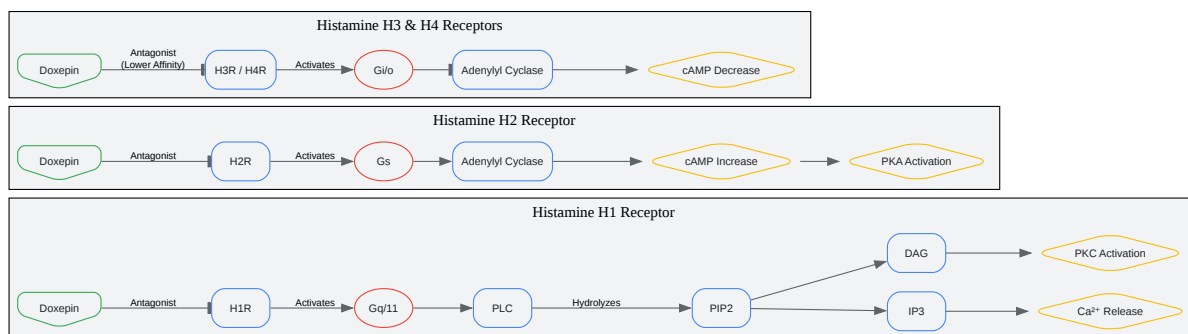 Histamine H3 & H4 Receptors
Doxepin
Antagonist
(Lower Affinity)
H3R / H4R
Activates
Gi/o
Adenylyl Cyclase
cAMP Decrease
Histamine H2 Receptor
Doxepin
Antagonist
H2R
Activates
Gs
Adenylyl Cyclase
cAMP Increase
PKA Activation
Histamine H1 Receptor
Doxepin
Antagonist
H1R
Activates
Gq/11
PLC
Hydrolyzes
PIP2
DAG
PKC Activation
IP3
Ca²⁺ Release